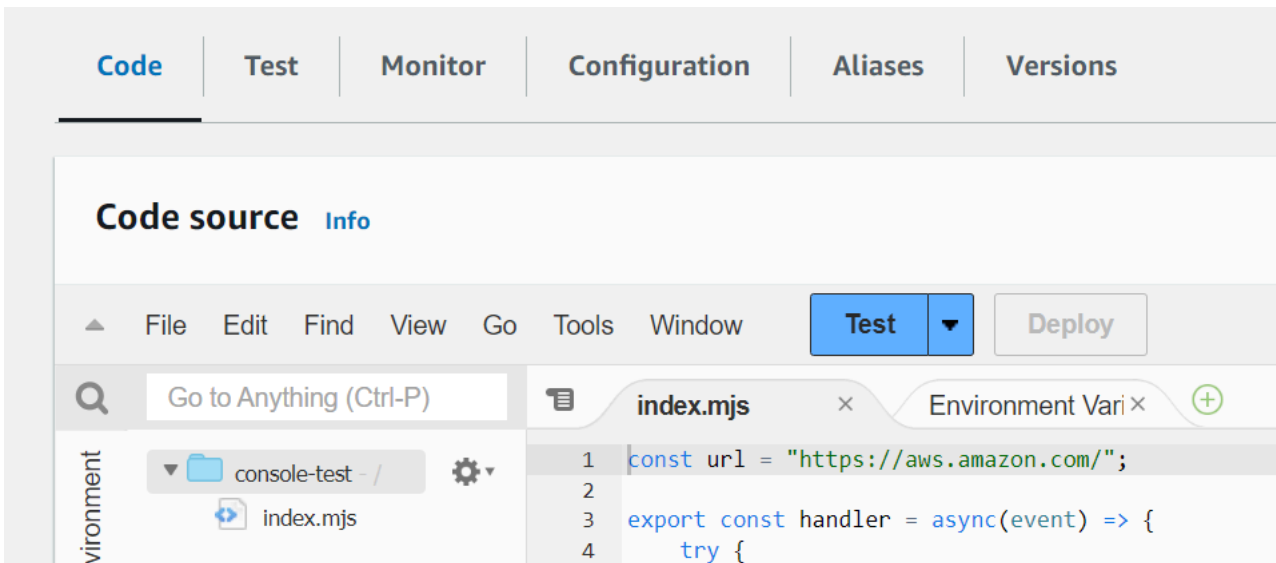 Code Test Monitor Configuration Aliases Versions
Code source Info
File Edit Find View Go Tools Window Test Deploy
Go to Anything (Ctrl-P) index.mjs × Environment Vari ×
console-test - /
index.mjs
vironment
1 const url = "https://aws.amazon.com/";
2
3 export const handler = async(event) => {
4 try {